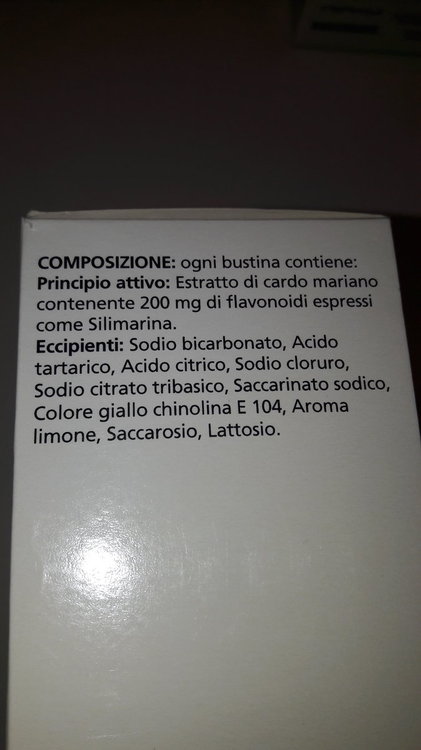 COMPOSIZIONE: ogni bustina contiene:
Principio attivo: Estratto di cardo mariano
contenente 200 mg di flavonoidi espressi
come Silimarina.
Eccipienti: Sodio bicarbonato, Acido
tartarico, Acido citrico, Sodio cloruro,
Sodio citrato tribasico, Saccarinato sodico,
Colore giallo chinolina E 104, Aroma
limone, Saccarosio, Lattosio.